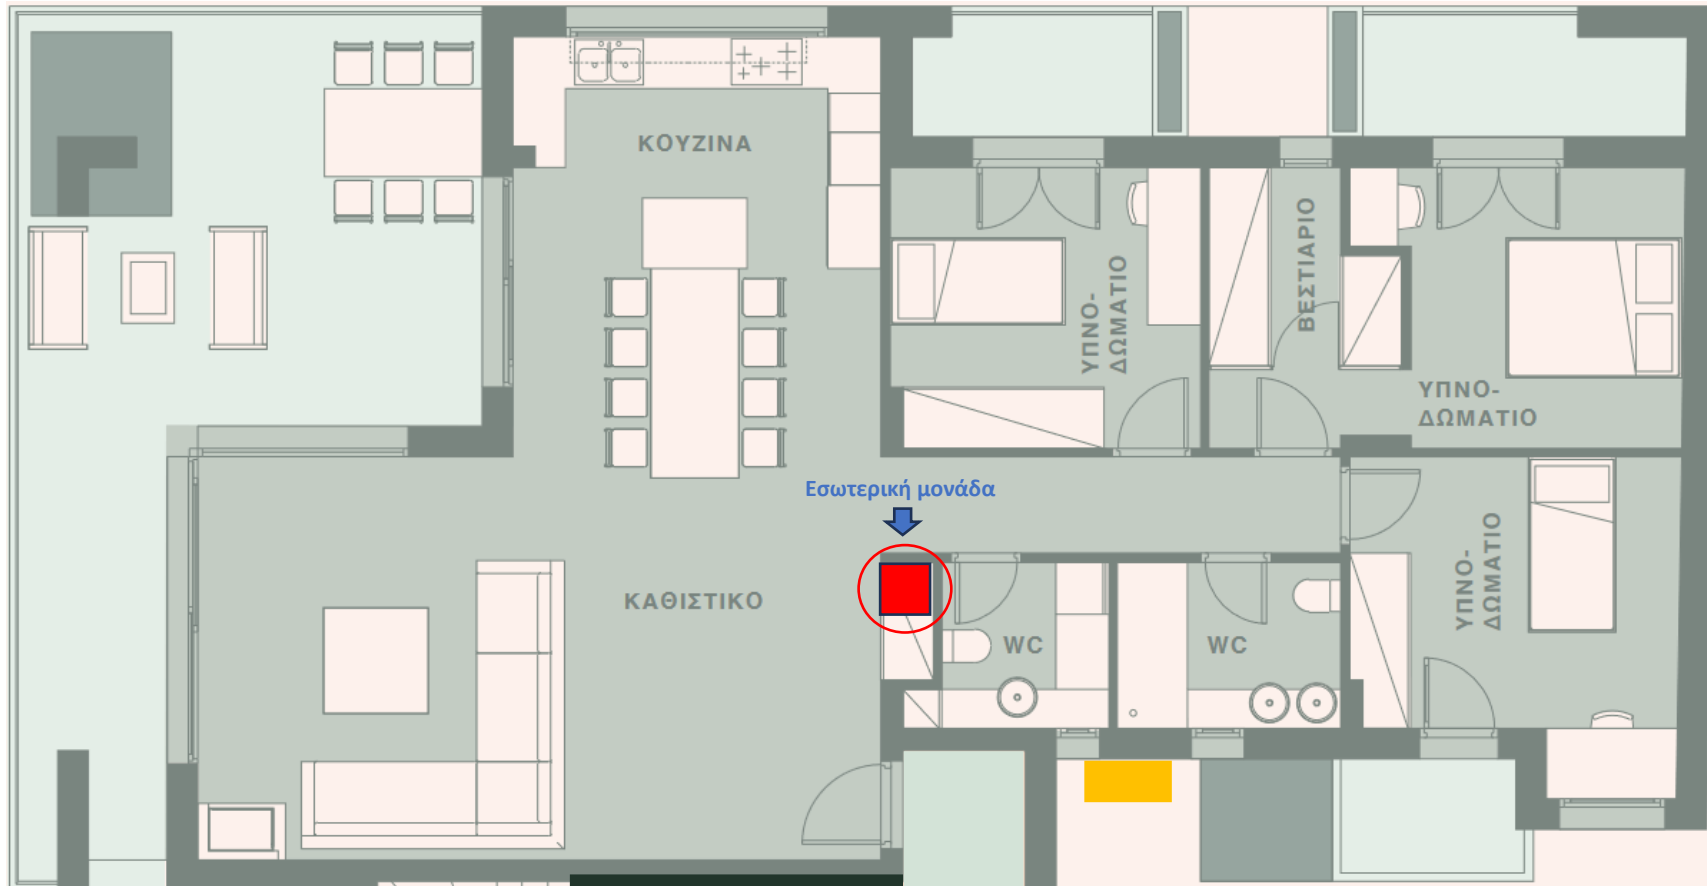 ΚΟΥΖΙΝΑ
ΥΠΝΟ-
ΔΩΜΑΤΙΟ
ΒΕΣΤΙΑΡΙΟ
ΥΠΝΟ-
ΔΩΜΑΤΙΟ
Εσωτερική μονάδα
ΚΑΘΙΣΤΙΚΟ
WC
WC
ΥΠΝΟ-
ΔΩΜΑΤΙΟ